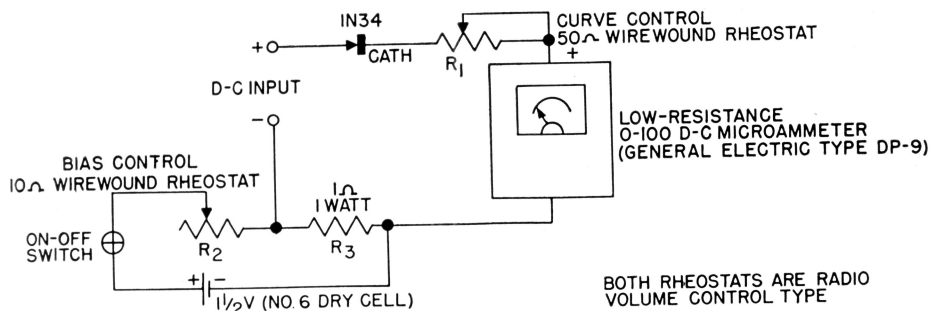 1N34
CATH
+
R1
CURVE CONTROL
50Ω WIREWOUND RHEOSTAT
+
D-C INPUT
−
LOW-RESISTANCE
0-100 D-C MICROAMMETER
(GENERAL ELECTRIC TYPE DP-9)
BIAS CONTROL
10Ω WIREWOUND RHEOSTAT
1Ω
1 WATT
R2
R3
ON-OFF
SWITCH
+ −
1½V (NO. 6 DRY CELL)
BOTH RHEOSTATS ARE RADIO
VOLUME CONTROL TYPE